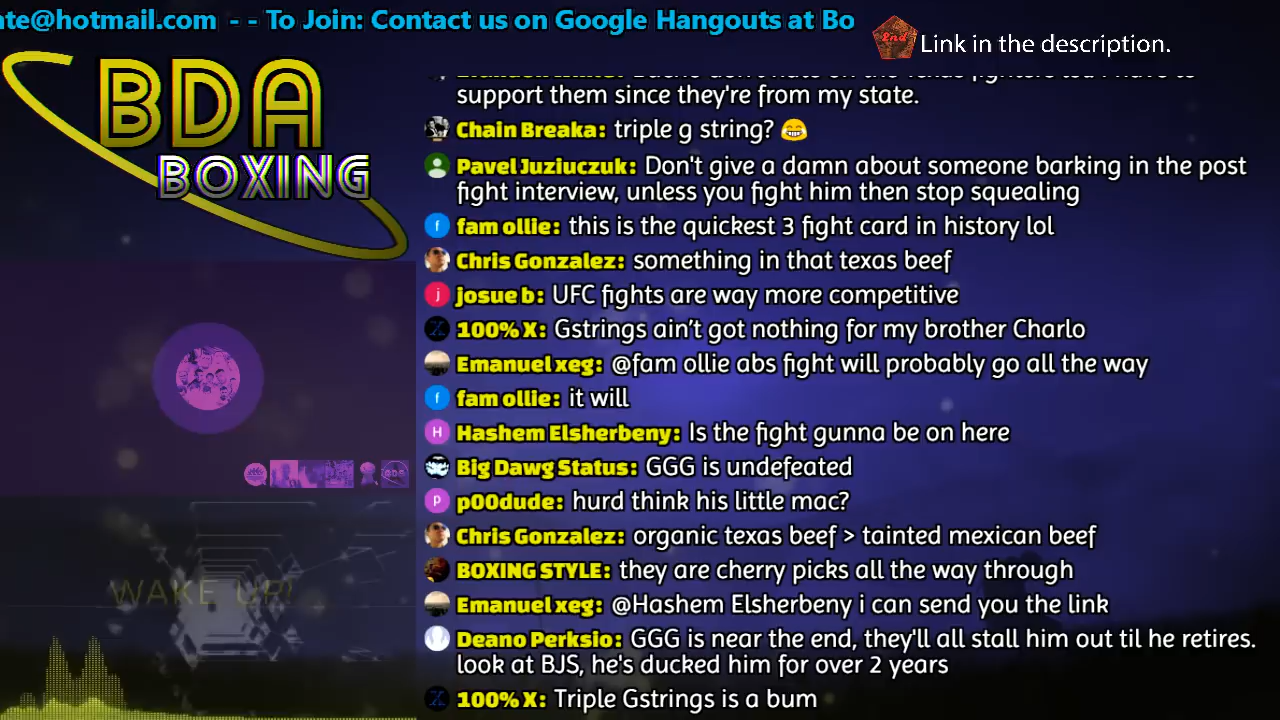 ate@hotmail.com - - To Join: Contact us on Google Hangouts at Bo
2nd
Link in the description.
BDA
BOXING
support them since they're from my state.
Chain Breaka: triple g string? 😂
Pavel Juziuczuk: Don't give a damn about someone barking in the post
fight interview, unless you fight him then stop squealing
f fam ollie: this is the quickest 3 fight card in history lol
Chris Gonzalez: something in that texas beef
j josue b: UFC fights are way more competitive
X 100% X: Gstrings ain't got nothing for my brother Charlo
Emanuel xeg: @fam ollie abs fight will probably go all the way
f fam ollie: it will
H Hashem Elsherbeny: Is the fight gunna be on here
Big Dawg Status: GGG is undefeated
p p00dude: hurd think his little mac?
Chris Gonzalez: organic texas beef > tainted mexican beef
BOXING STYLE: they are cherry picks all the way through
Emanuel xeg: @Hashem Elsherbeny i can send you the link
Deano Perksio: GGG is near the end, they'll all stall him out til he retires.
look at BJS, he's ducked him for over 2 years
X 100% X: Triple Gstrings is a bum
WAKE UP!